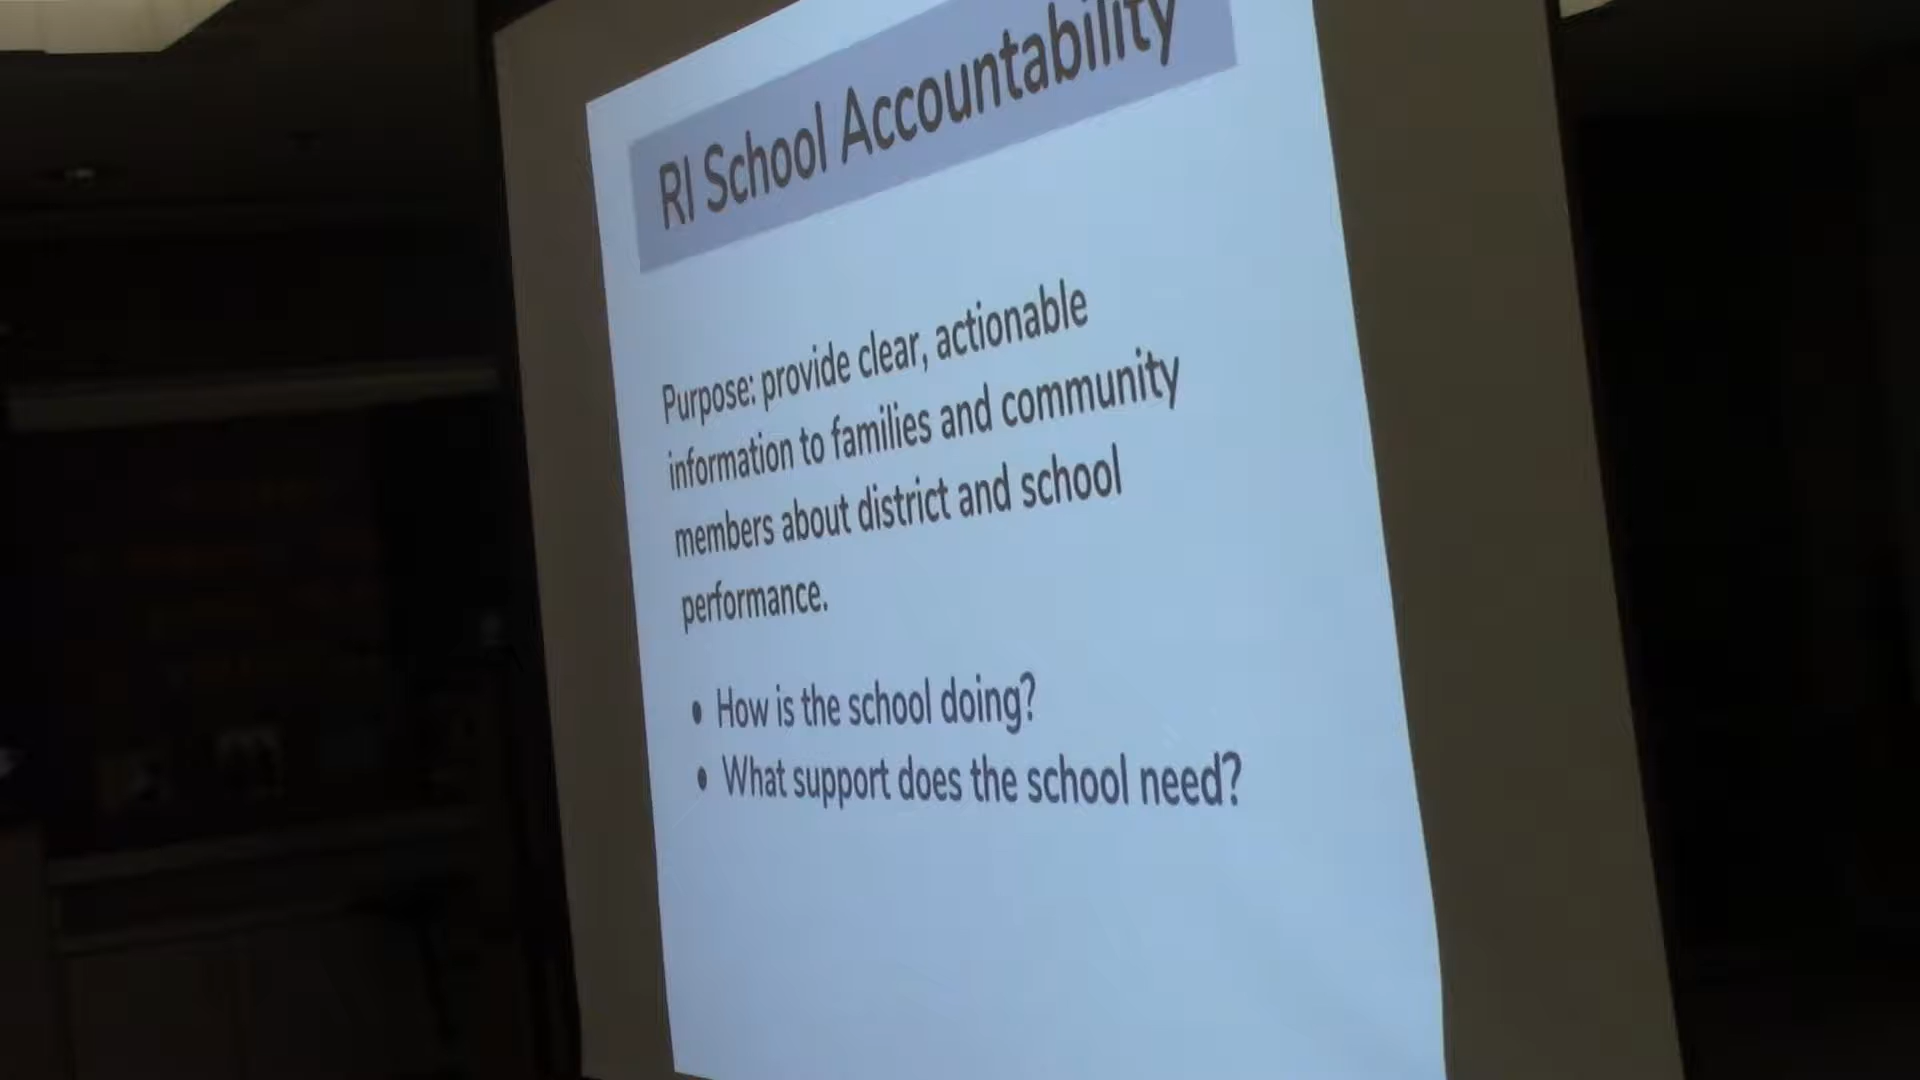 RI School Accountability
Purpose: provide clear, actionable
information to families and community
members about district and school
performance.
• How is the school doing?
• What support does the school need?